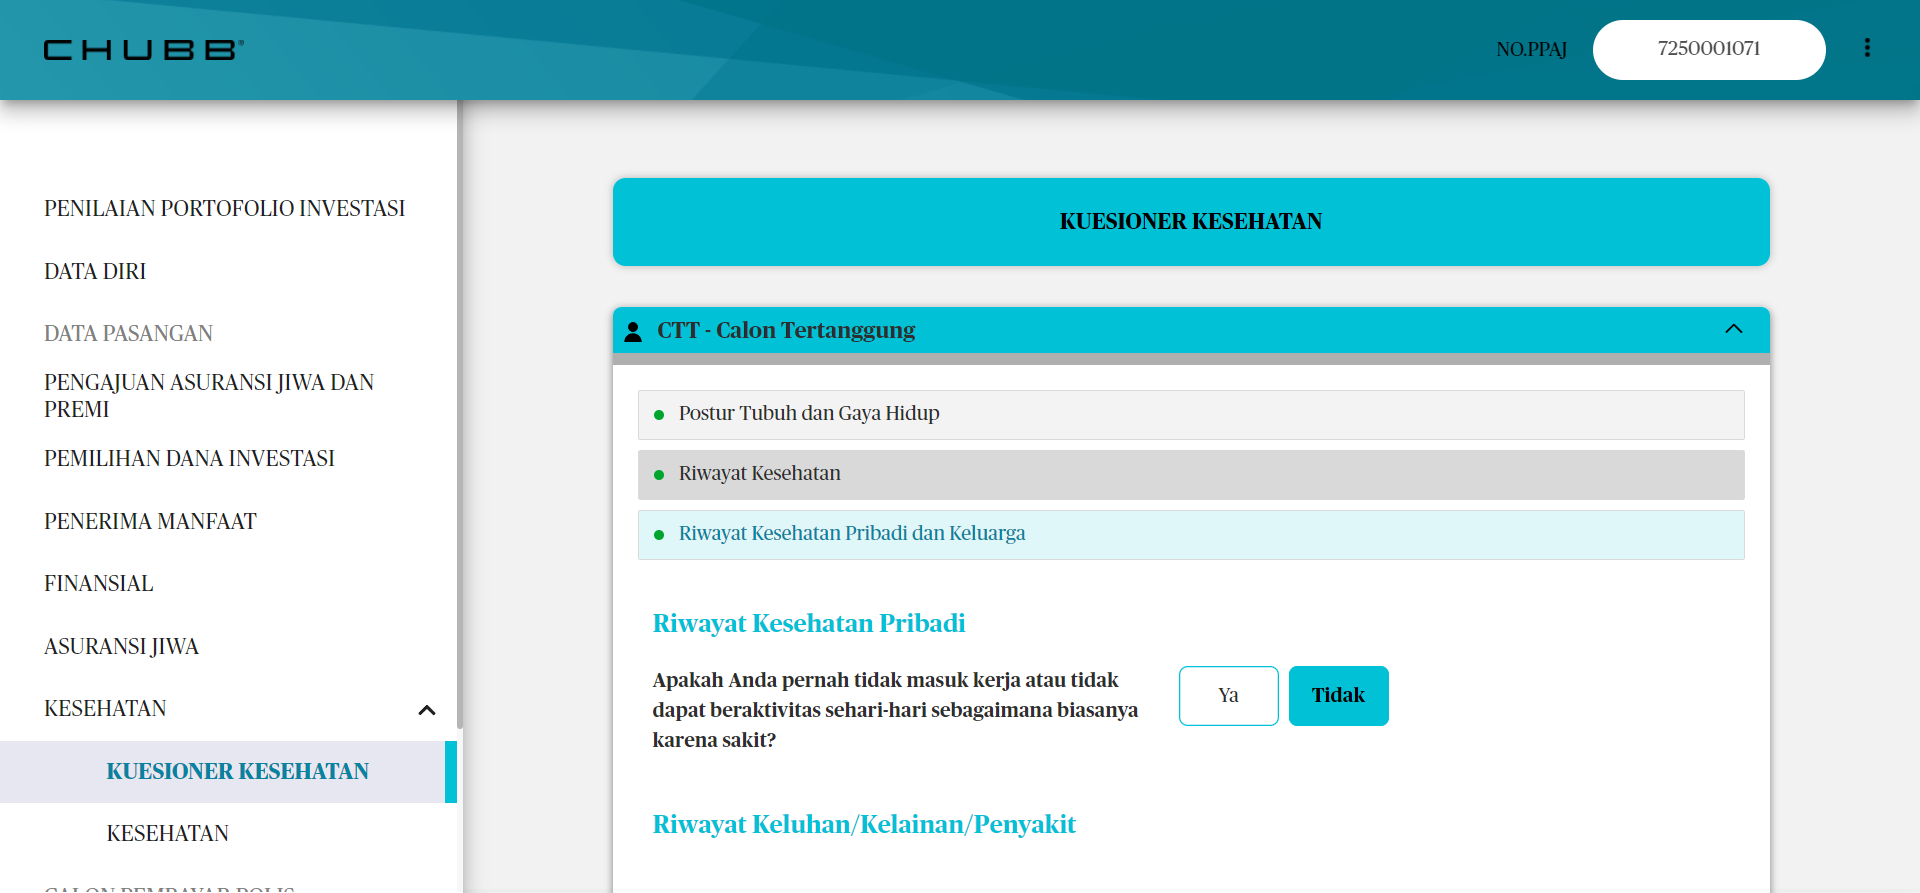 CHUBB®
NO.PPAJ
7250001071
PENILAIAN PORTOFOLIO INVESTASI
DATA DIRI
DATA PASANGAN
PENGAJUAN ASURANSI JIWA DAN
PREMI
PEMILIHAN DANA INVESTASI
PENERIMA MANFAAT
FINANSIAL
ASURANSI JIWA
KESEHATAN
KUESIONER KESEHATAN
KESEHATAN
CALON PEMBAYAR POLIS
KUESIONER KESEHATAN
CTT - Calon Tertanggung
Postur Tubuh dan Gaya Hidup
Riwayat Kesehatan
Riwayat Kesehatan Pribadi dan Keluarga
Riwayat Kesehatan Pribadi
Apakah Anda pernah tidak masuk kerja atau tidak
dapat beraktivitas sehari-hari sebagaimana biasanya
karena sakit?
Ya
Tidak
Riwayat Keluhan/Kelainan/Penyakit